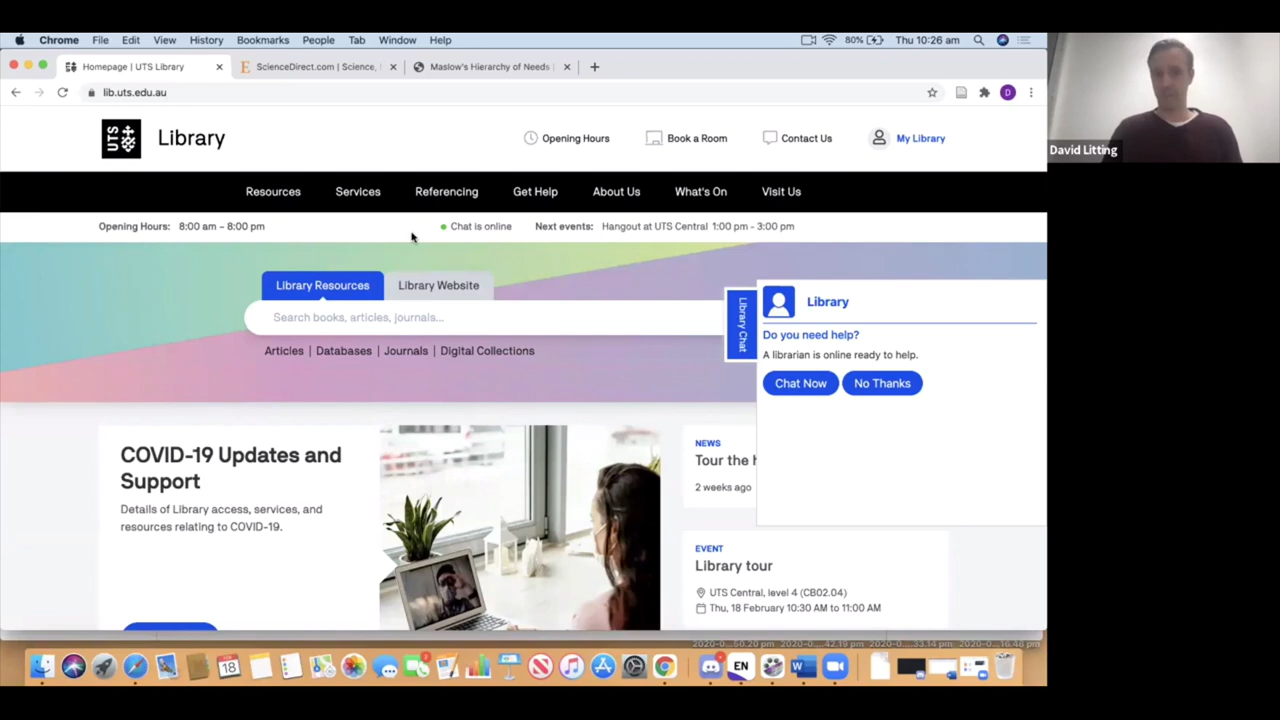 Chrome File Edit View History Bookmarks People Tab Window Help 80% Thu 10:26 am
Homepage | UTS Library ScienceDirect.com | Science, Maslow's Hierarchy of Needs
lib.uts.edu.au D
UTS Library Opening Hours Book a Room Contact Us My Library
David Litting
Resources Services Referencing Get Help About Us What's On Visit Us
Opening Hours: 8:00 am – 8:00 pm Chat is online Next events: Hangout at UTS Central 1:00 pm - 3:00 pm
Library Resources Library Website
Search books, articles, journals...
Articles | Databases | Journals | Digital Collections
Library Chat
Library
Do you need help?
A librarian is online ready to help.
Chat Now No Thanks
COVID-19 Updates and
Support
Details of Library access, services, and
resources relating to COVID-19.
NEWS
Tour the
2 weeks ago
EVENT
Library tour
UTS Central, level 4 (CB02.04)
Thu, 18 February 10:30 AM to 11:00 AM
18 EN W